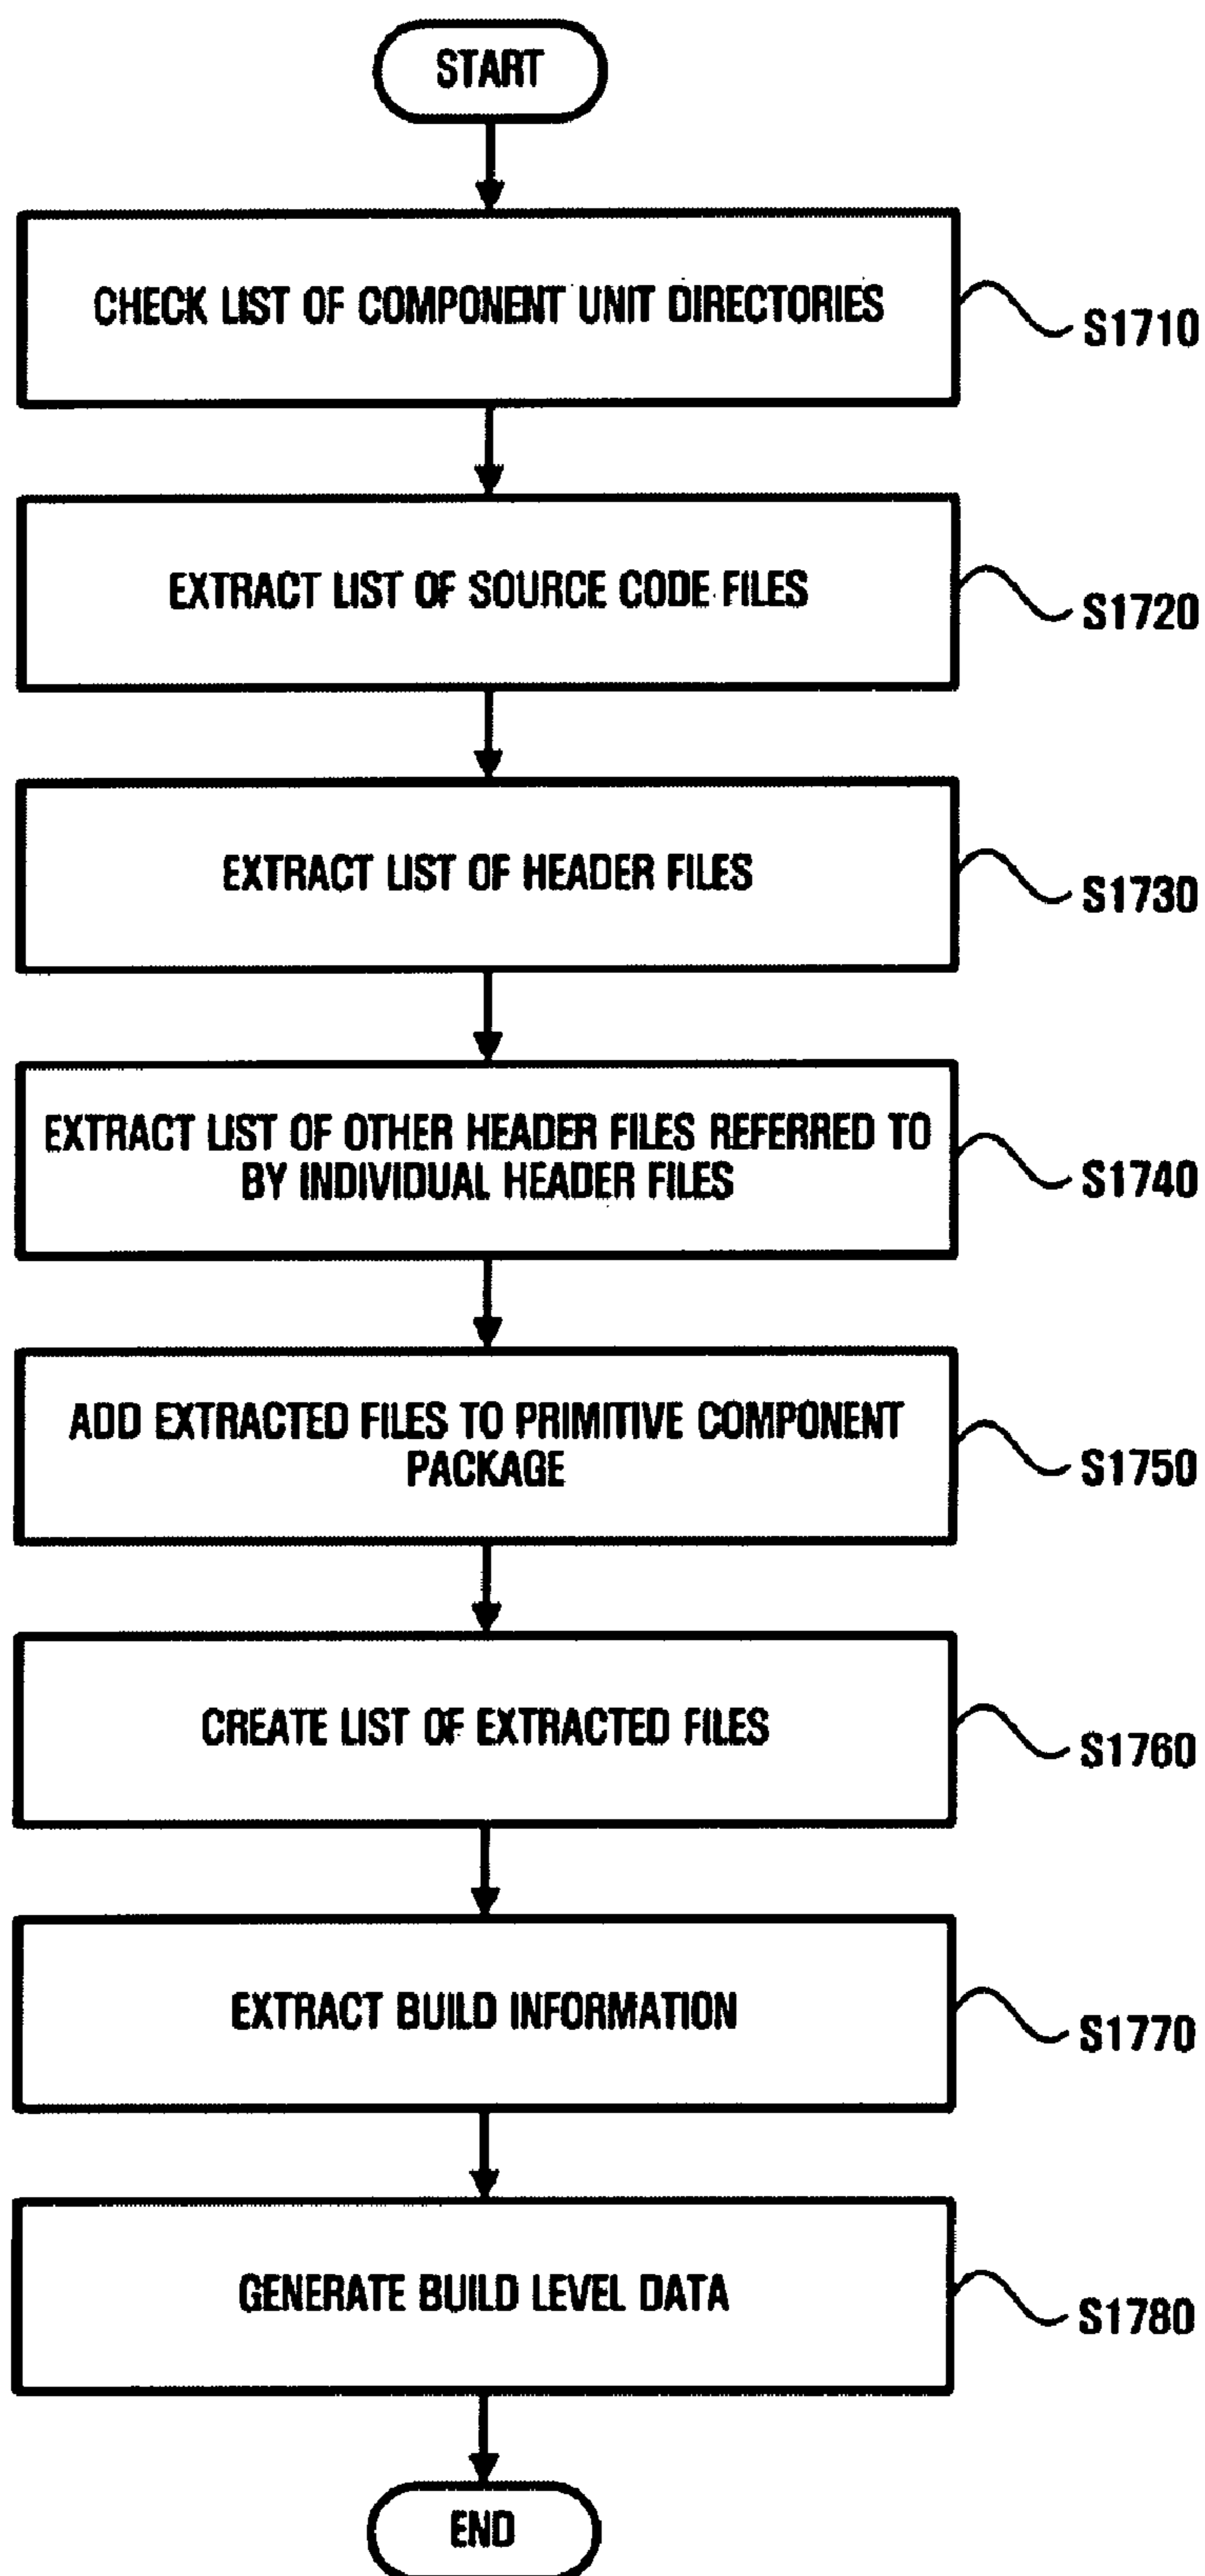 START
CHECK LIST OF COMPONENT UNIT DIRECTORIES
S1710
EXTRACT LIST OF SOURCE CODE FILES
S1720
EXTRACT LIST OF HEADER FILES
S1730
EXTRACT LIST OF OTHER HEADER FILES REFERRED TO
BY INDIVIDUAL HEADER FILES
S1740
ADD EXTRACTED FILES TO PRIMITIVE COMPONENT
PACKAGE
S1750
CREATE LIST OF EXTRACTED FILES
S1760
EXTRACT BUILD INFORMATION
S1770
GENERATE BUILD LEVEL DATA
S1780
END